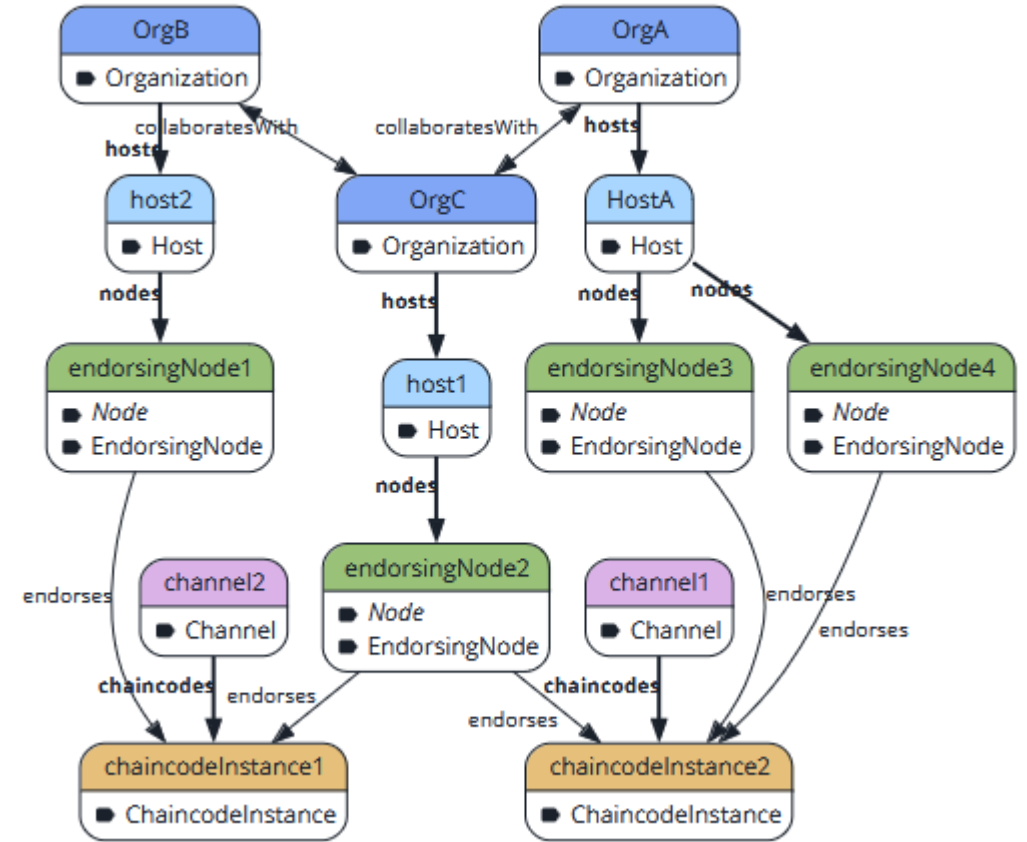 OrgB
Organization
OrgA
Organization
collaboratesWith
collaboratesWith
hosts
hosts
host2
Host
OrgC
Organization
HostA
Host
nodes
hosts
nodes
nodes
endorsingNode1
Node
EndorsingNode
host1
Host
endorsingNode3
Node
EndorsingNode
endorsingNode4
Node
EndorsingNode
nodes
channel2
Channel
endorsingNode2
Node
EndorsingNode
channel1
Channel
endorses
endorses
endorses
chaincodes
endorses
chaincodes
endorses
chaincodeInstance1
ChaincodeInstance
chaincodeInstance2
ChaincodeInstance